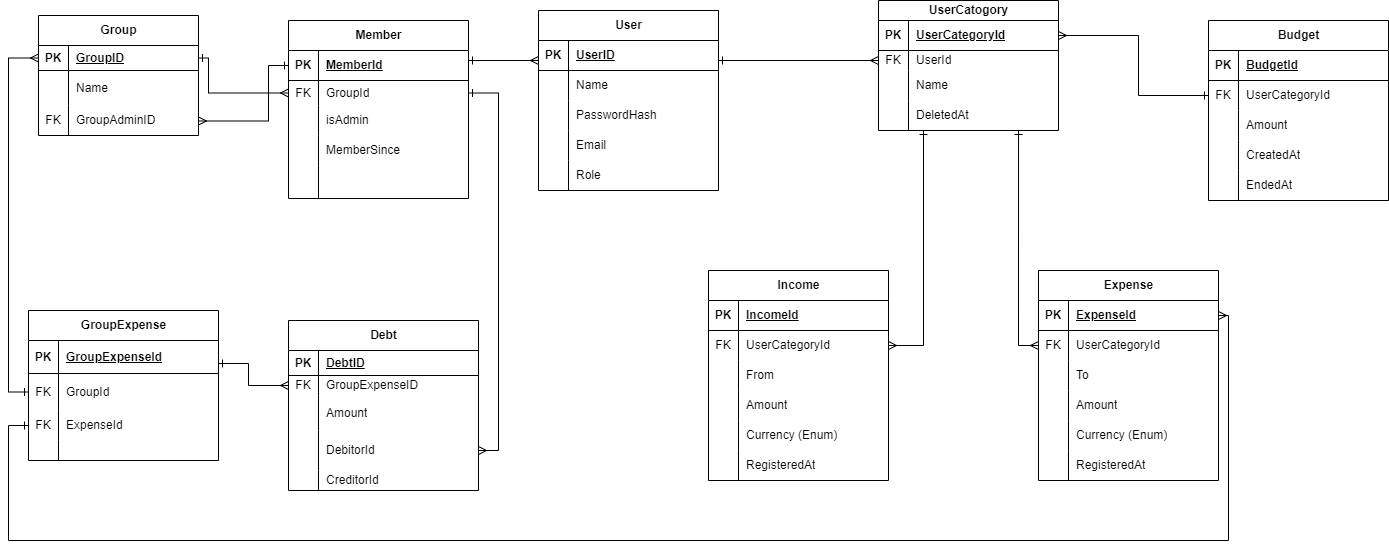 Group
PK GroupID
Name
FK GroupAdminID
Member
PK MemberId
FK GroupId
isAdmin
MemberSince
User
PK UserID
Name
PasswordHash
Email
Role
UserCatogory
PK UserCategoryId
FK UserId
Name
DeletedAt
Budget
PK BudgetId
FK UserCategoryId
Amount
CreatedAt
EndedAt
GroupExpense
PK GroupExpenseId
FK GroupId
FK ExpenseId
Debt
PK DebtID
FK GroupExpenseID
Amount
DebitorId
CreditorId
Income
PK IncomeId
FK UserCategoryId
From
Amount
Currency (Enum)
RegisteredAt
Expense
PK ExpenseId
FK UserCategoryId
To
Amount
Currency (Enum)
RegisteredAt